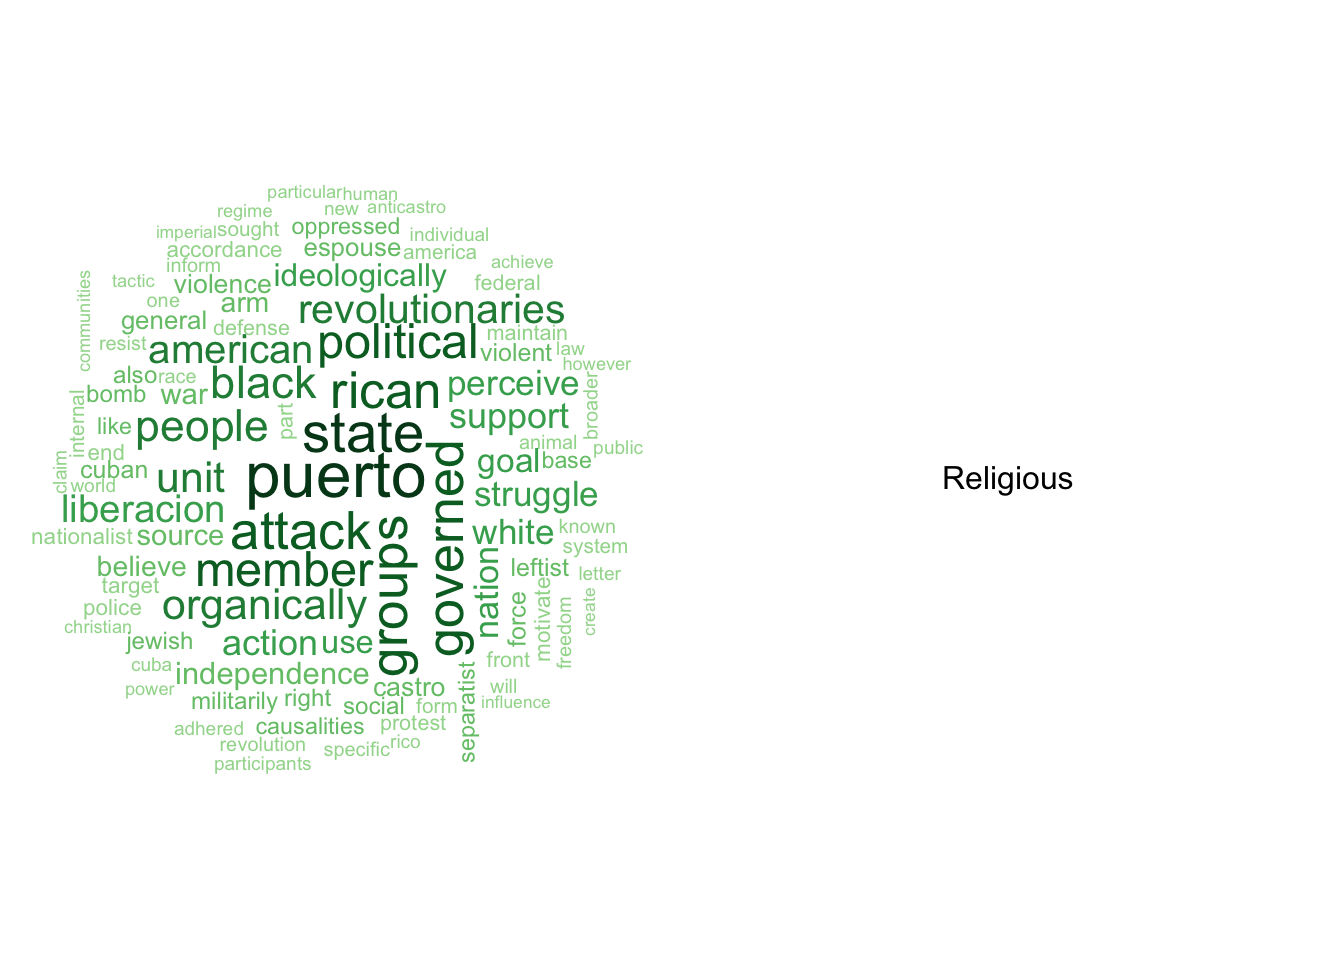 particular human
regime new anticastro
imperial sought oppressed individual
accordance espouse america
inform ideologically achieve
tactic violence federal
communities one arm revolutionaries
general defense political maintain
resist american violent law
also race black rican perceive however
bomb war support broader
internal like people part state animal public
end governed goal base
claim cuban unit puerto
world struggle
liberacion attack white known
nationalist source groups system
believe member nation leftist letter
target organically force motivate create
police freedom
christian jewish action use
cuba independence front
power castro will
militarily right social form separatist influence
adhered causalities protest
revolution specific rico
participants
Religious